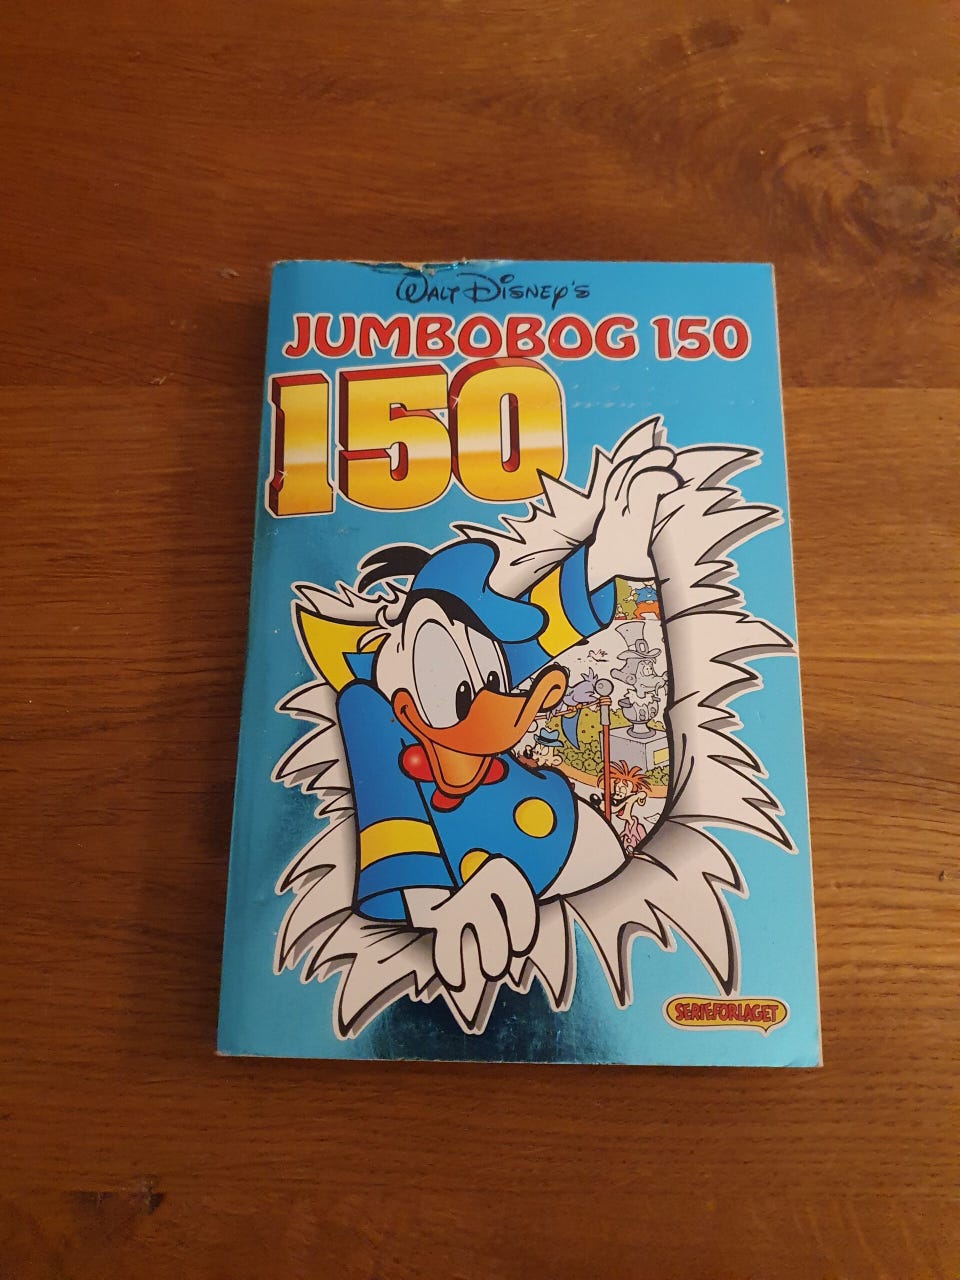 WALT DISNEY'S
JUMBOBOG 150
150
SERIEFORLAGET